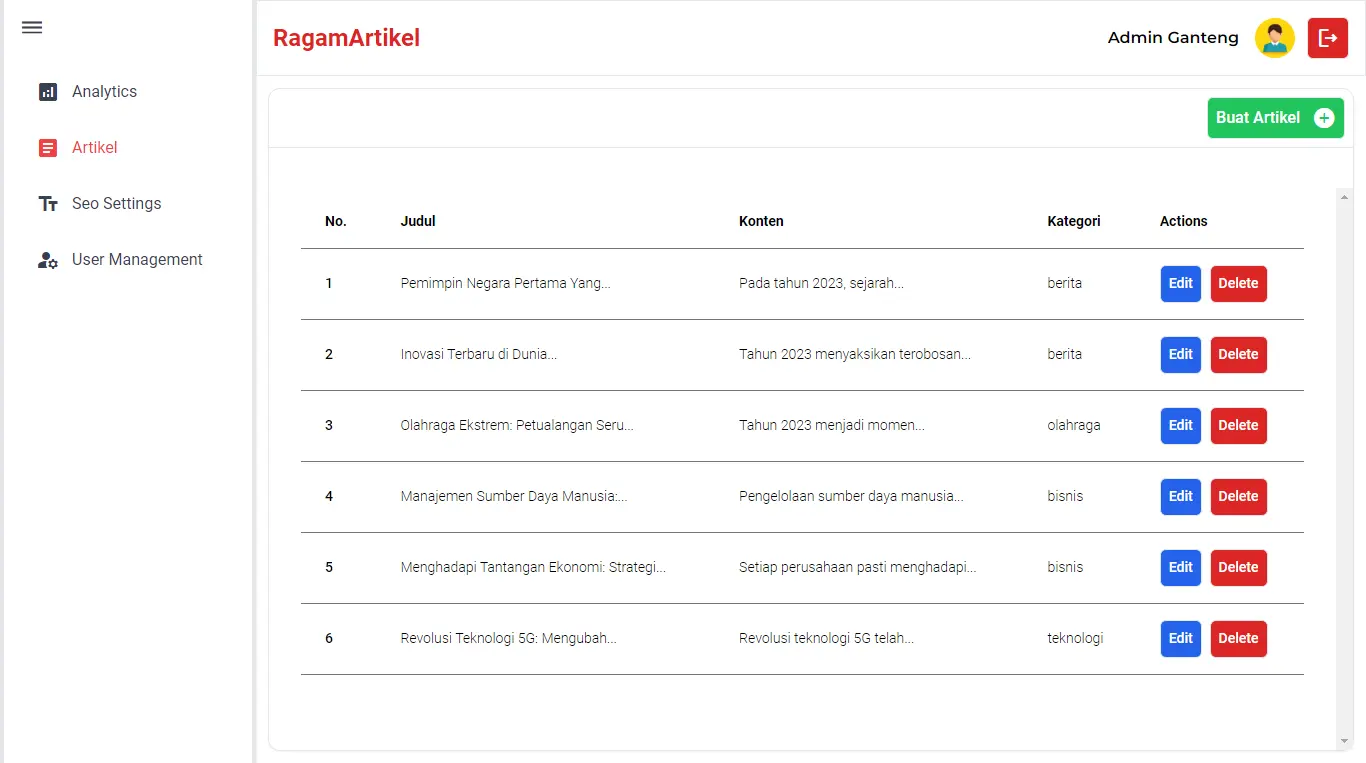 RagamArtikel
Admin Ganteng
Analytics
Artikel
Seo Settings
User Management
Buat Artikel
No. Judul Konten Kategori Actions
1 Pemimpin Negara Pertama Yang... Pada tahun 2023, sejarah... berita Edit Delete
2 Inovasi Terbaru di Dunia... Tahun 2023 menyaksikan terobosan... berita Edit Delete
3 Olahraga Ekstrem: Petualangan Seru... Tahun 2023 menjadi momen... olahraga Edit Delete
4 Manajemen Sumber Daya Manusia:... Pengelolaan sumber daya manusia... bisnis Edit Delete
5 Menghadapi Tantangan Ekonomi: Strategi... Setiap perusahaan pasti menghadapi... bisnis Edit Delete
6 Revolusi Teknologi 5G: Mengubah... Revolusi teknologi 5G telah... teknologi Edit Delete